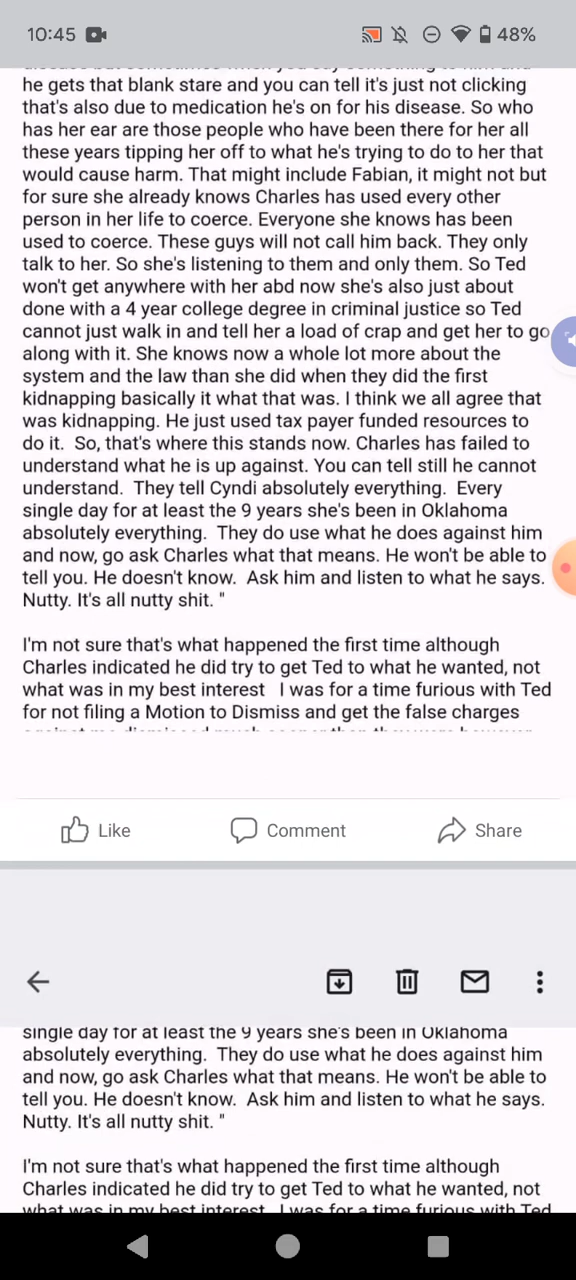 10:45
48%
he gets that blank stare and you can tell it's just not clicking
that's also due to medication he's on for his disease. So who
has her ear are those people who have been there for her all
these years tipping her off to what he's trying to do to her that
would cause harm. That might include Fabian, it might not but
for sure she already knows Charles has used every other
person in her life to coerce. Everyone she knows has been
used to coerce. These guys will not call him back. They only
talk to her. So she's listening to them and only them. So Ted
won't get anywhere with her abd now she's also just about
done with a 4 year college degree in criminal justice so Ted
cannot just walk in and tell her a load of crap and get her to go
along with it. She knows now a whole lot more about the
system and the law than she did when they did the first
kidnapping basically it what that was. I think we all agree that
was kidnapping. He just used tax payer funded resources to
do it.  So, that's where this stands now. Charles has failed to
understand what he is up against. You can tell still he cannot
understand.  They tell Cyndi absolutely everything.  Every
single day for at least the 9 years she's been in Oklahoma
absolutely everything.  They do use what he does against him
and now, go ask Charles what that means. He won't be able to
tell you. He doesn't know.  Ask him and listen to what he says.
Nutty. It's all nutty shit. "
I'm not sure that's what happened the first time although
Charles indicated he did try to get Ted to what he wanted, not
what was in my best interest   I was for a time furious with Ted
for not filing a Motion to Dismiss and get the false charges
Like
Comment
Share
single day for at least the 9 years she's been in Oklahoma
absolutely everything.  They do use what he does against him
and now, go ask Charles what that means. He won't be able to
tell you. He doesn't know.  Ask him and listen to what he says.
Nutty. It's all nutty shit. "
I'm not sure that's what happened the first time although
Charles indicated he did try to get Ted to what he wanted, not
what was in my best interest   I was for a time furious with Ted